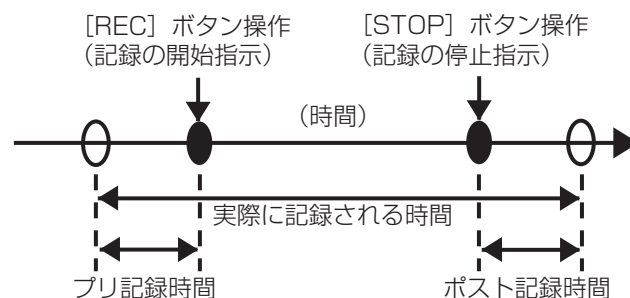 ［REC］ボタン操作
（記録の開始指示）
［STOP］ボタン操作
（記録の停止指示）
（時間）
実際に記録される時間
プリ記録時間
ポスト記録時間